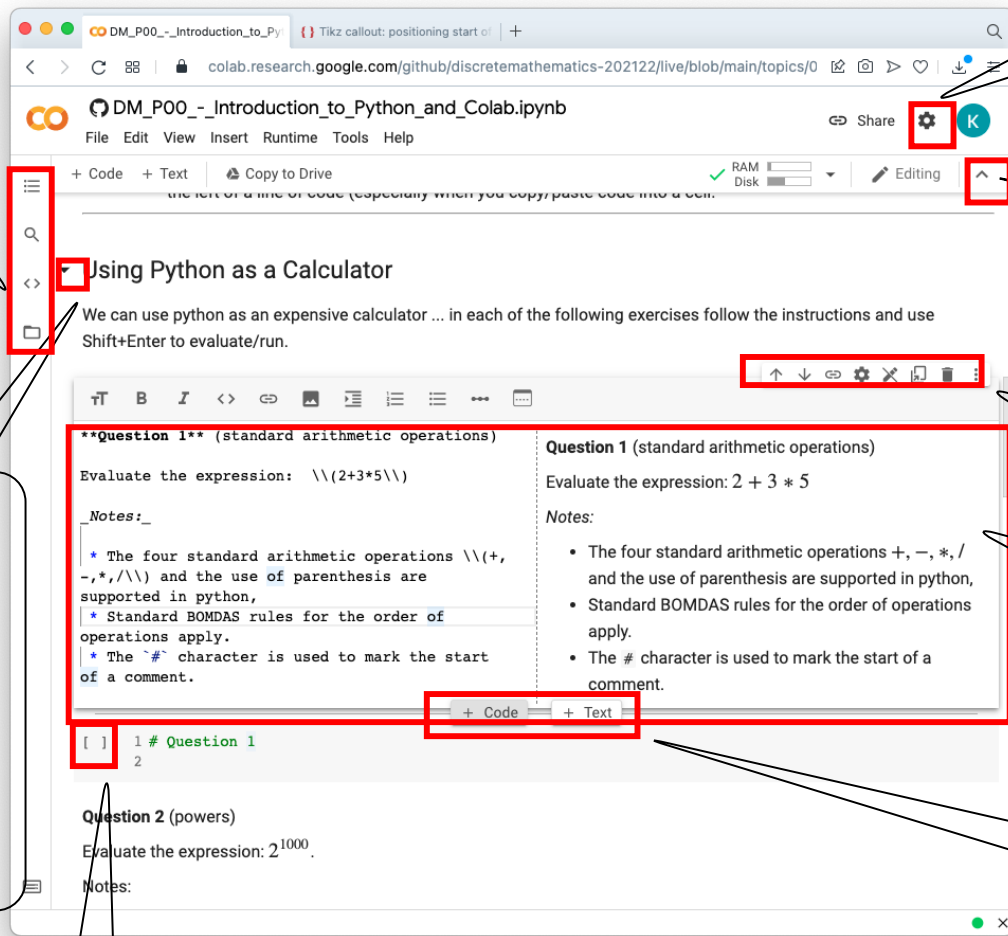 DM_P00_-_Introduction_to_Py
Tikz callout: positioning start of
colab.research.google.com/github/discretemathematics-202122/live/blob/main/topics/0
DM_P00_-_Introduction_to_Python_and_Colab.ipynb
Share
K
File Edit View Insert Runtime Tools Help
+ Code + Text Copy to Drive
RAM
Disk
Editing
the left of a line of code (especially when you copy/paste code into a cell.
Using Python as a Calculator
We can use python as an expensive calculator ... in each of the following exercises follow the instructions and use
Shift+Enter to evaluate/run.
**Question 1** (standard arithmetic operations)
Evaluate the expression: \\(2+3*5\\)
_Notes:_
* The four standard arithmetic operations \\(+,
-,*,/\\) and the use of parenthesis are
supported in python,
* Standard BOMDAS rules for the order of
operations apply.
* The `#` character is used to mark the start
of a comment.
Question 1 (standard arithmetic operations)
Evaluate the expression: 2 + 3 ∗ 5
Notes:
• The four standard arithmetic operations +, −, ∗, /
and the use of parenthesis are supported in python,
• Standard BOMDAS rules for the order of operations
apply.
• The # character is used to mark the start of a
comment.
+ Code + Text
[ ] 1 # Question 1
2
Question 2 (powers)
Evaluate the expression: 2^1000.
Notes: